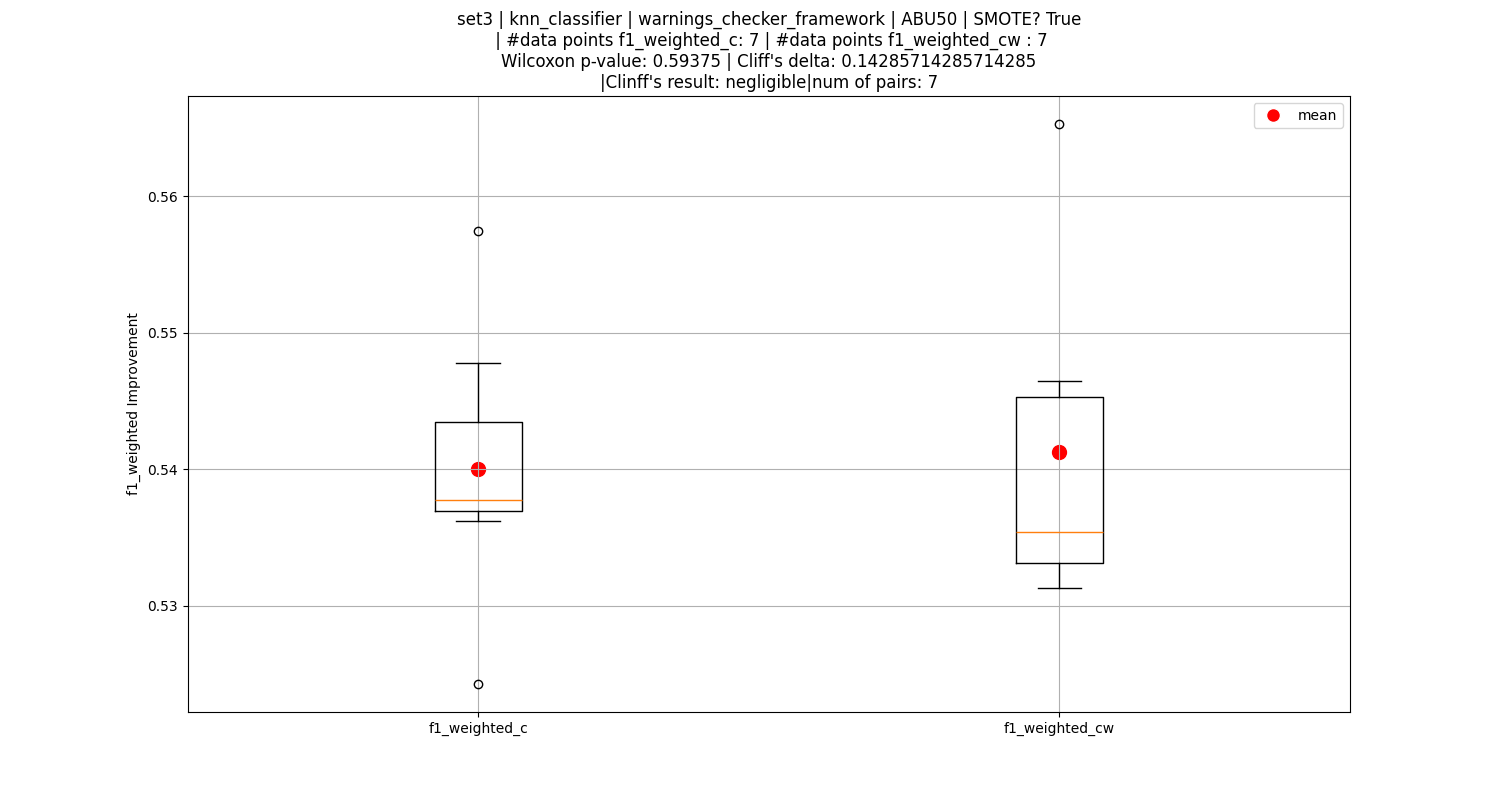 set3 | knn_classifier | warnings_checker_framework | ABU50 | SMOTE? True
| #data points f1_weighted_c: 7 | #data points f1_weighted_cw : 7
Wilcoxon p-value: 0.59375 | Cliff's delta: 0.14285714285714285
|Clinff's result: negligible|num of pairs: 7
mean
0.56
0.55
0.54
0.53
f1_weighted Improvement
f1_weighted_c
f1_weighted_cw